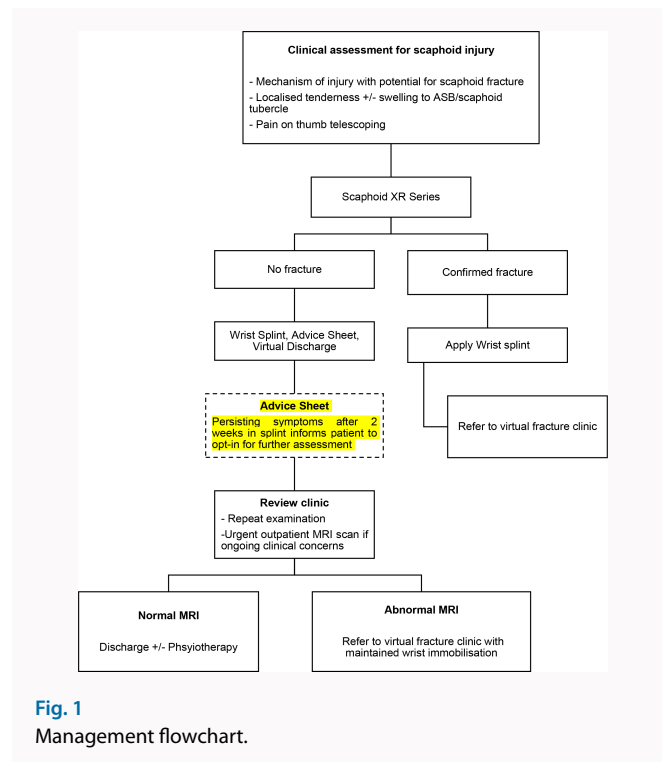 Clinical assessment for scaphoid injury
- Mechanism of injury with potential for scaphoid fracture
- Localised tenderness +/- swelling to ASB/scaphoid
tubercle
- Pain on thumb telescoping
Scaphoid XR Series
No fracture
Confirmed fracture
Wrist Splint, Advice Sheet,
Virtual Discharge
Apply Wrist splint
Advice Sheet
Persisting symptoms after 2
weeks in splint informs patient to
opt-in for further assessment
Refer to virtual fracture clinic
Review clinic
- Repeat examination
-Urgent outpatient MRI scan if
ongoing clinical concerns
Normal MRI
Discharge +/- Phsyiotherapy
Abnormal MRI
Refer to virtual fracture clinic with
maintained wrist immobilisation
Fig. 1
Management flowchart.